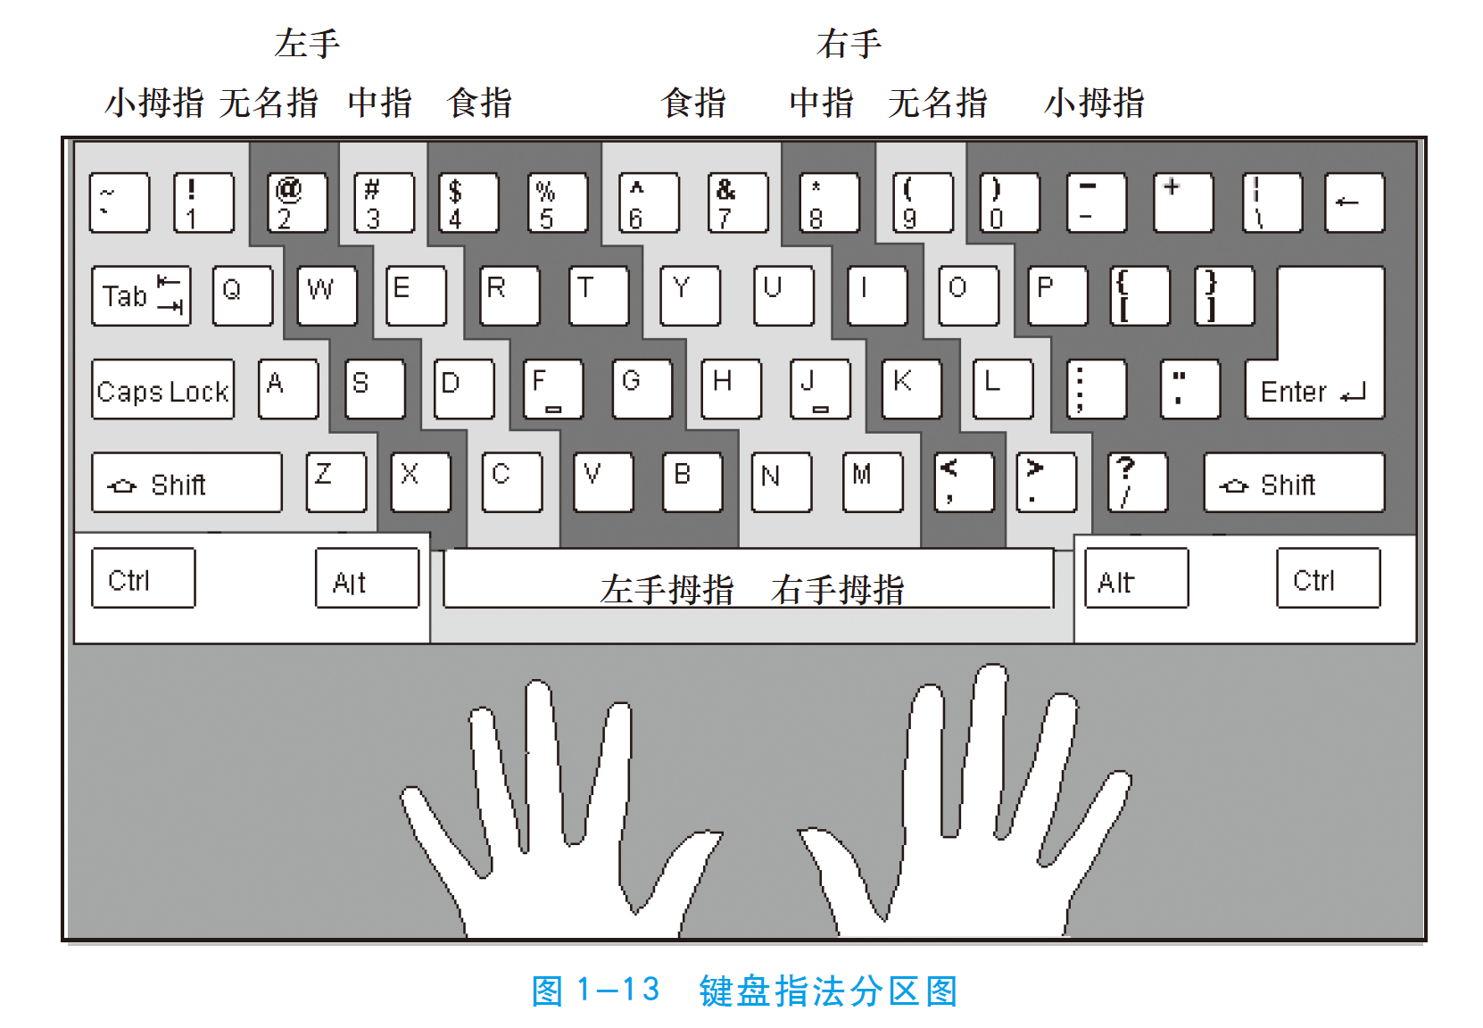 左手 右手
小拇指 无名指 中指 食指 食指 中指 无名指 小拇指
~ ! @ # $ % ^ & * ( ) - + ¦ ←
` 1 2 3 4 5 6 7 8 9 0 - \
Tab Q W E R T Y U I O P { }
[ ]
Caps Lock A S D F G H J K L : " Enter
; '
Shift Z X C V B N M < > ? Shift
, . /
Ctrl Alt 左手拇指 右手拇指 Alt Ctrl
图 1-13 键盘指法分区图